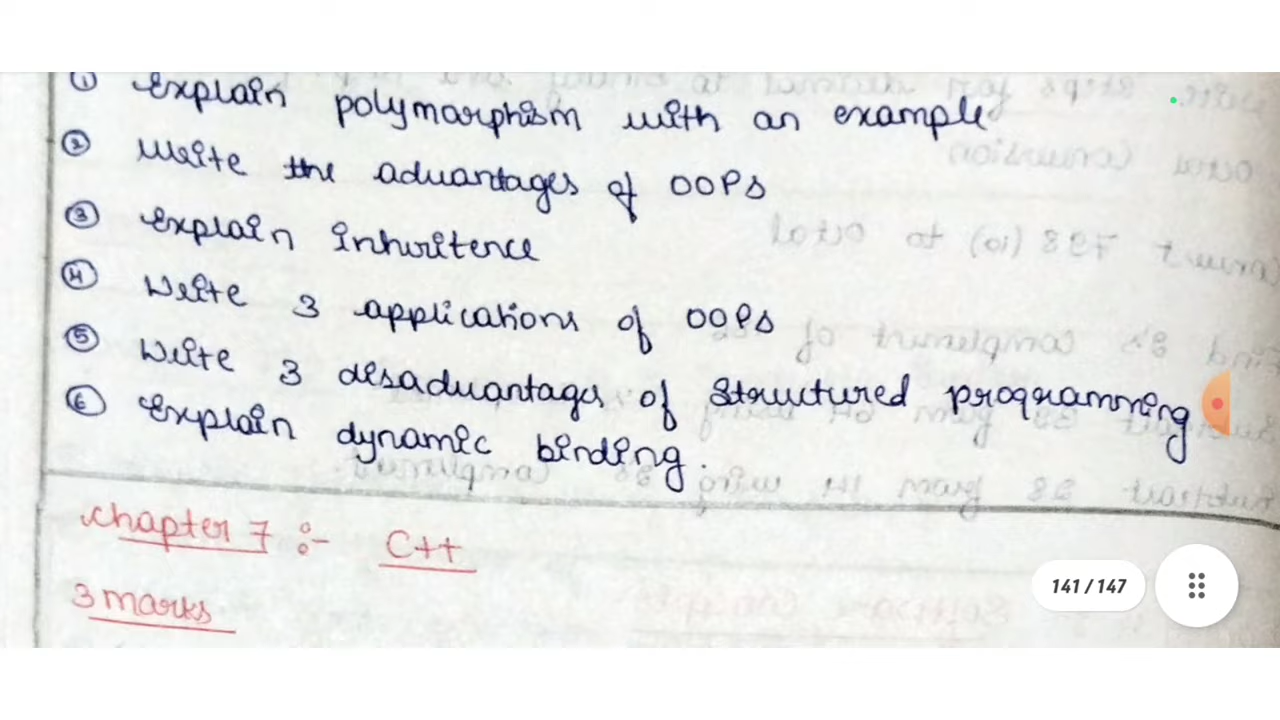 ① Explain polymorphism with an example
② Write the advantages of OOPS
③ Explain inheritence
④ Write 3 applications of OOPS
⑤ Write 3 disadvantages of Structured programming
⑥ Explain dynamic binding.
Chapter 7 :- C++
3 marks
141 / 147